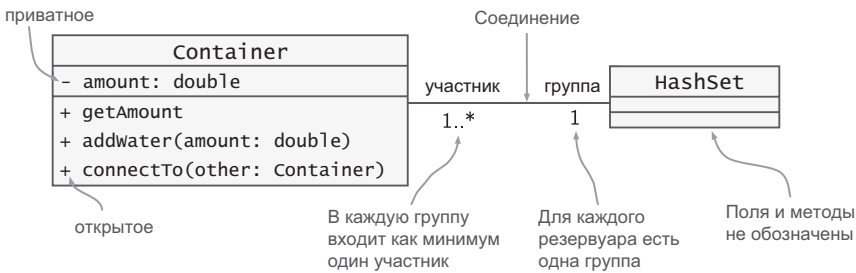 приватное
Соединение
Container
- amount: double
+ getAmount
+ addWater(amount: double)
+ connectTo(other: Container)
участник
группа
1..*
1
HashSet
открытое
В каждую группу
входит как минимум
один участник
Для каждого
резервуара есть
одна группа
Поля и методы
не обозначены